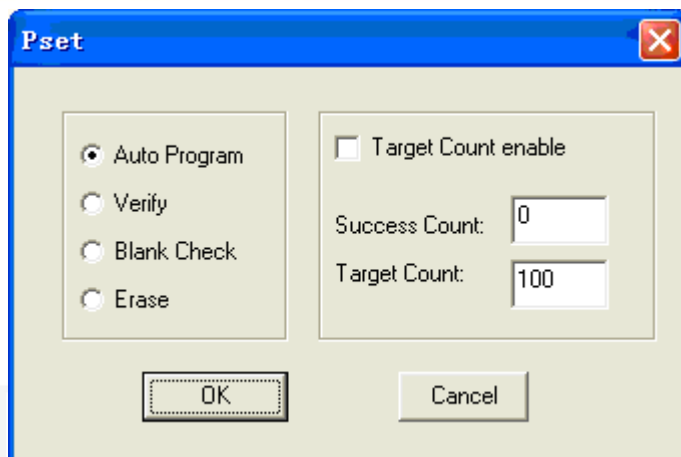 Pset
Auto Program
Verify
Blank Check
Erase
Target Count enable
Success Count: 0
Target Count: 100
OK
Cancel